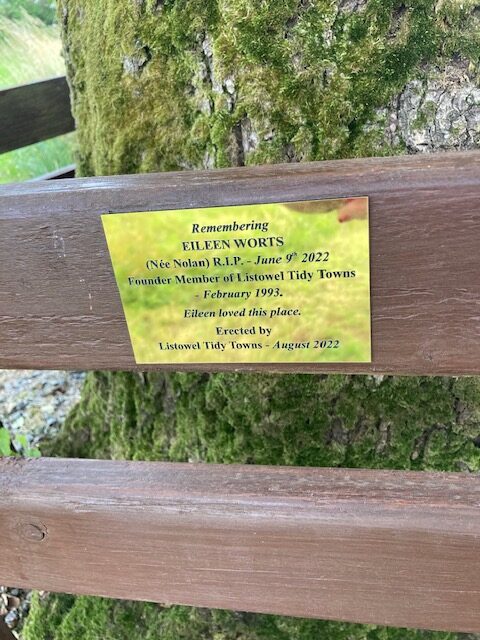 Remembering
EILEEN WORTS
(Née Nolan) R.I.P. - June 9th 2022
Founder Member of Listowel Tidy Towns
- February 1993.
Eileen loved this place.
Erected by
Listowel Tidy Towns - August 2022